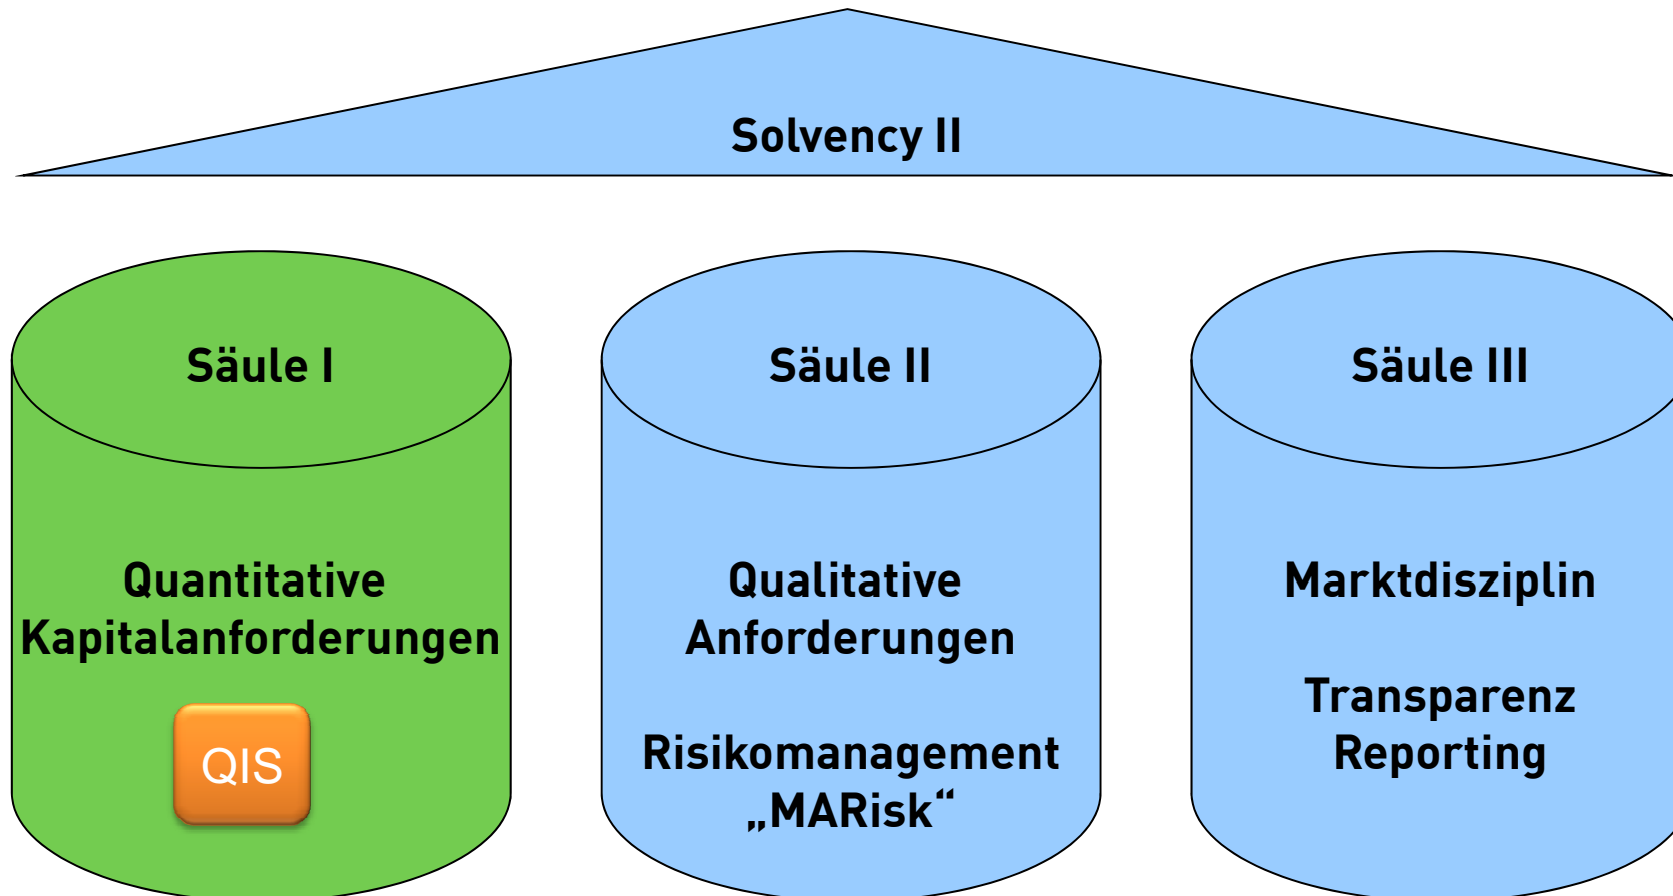 Solvency II
Säule I
Quantitative
Kapitalanforderungen
QIS
Säule II
Qualitative
Anforderungen
Risikomanagement
„MARisk“
Säule III
Marktdisziplin
Transparenz
Reporting